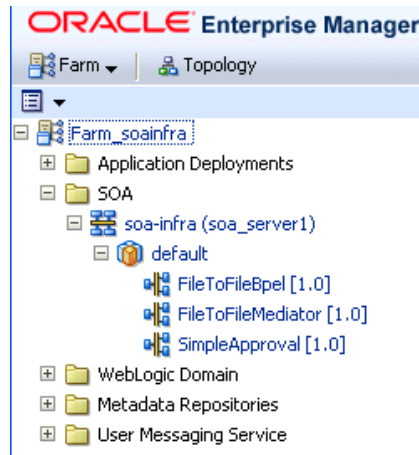 ORACLE Enterprise Manager
Farm Topology
Farm_soainfra
Application Deployments
SOA
soa-infra (soa_server1)
default
FileToFileBpel [1.0]
FileToFileMediator [1.0]
SimpleApproval [1.0]
WebLogic Domain
Metadata Repositories
User Messaging Service